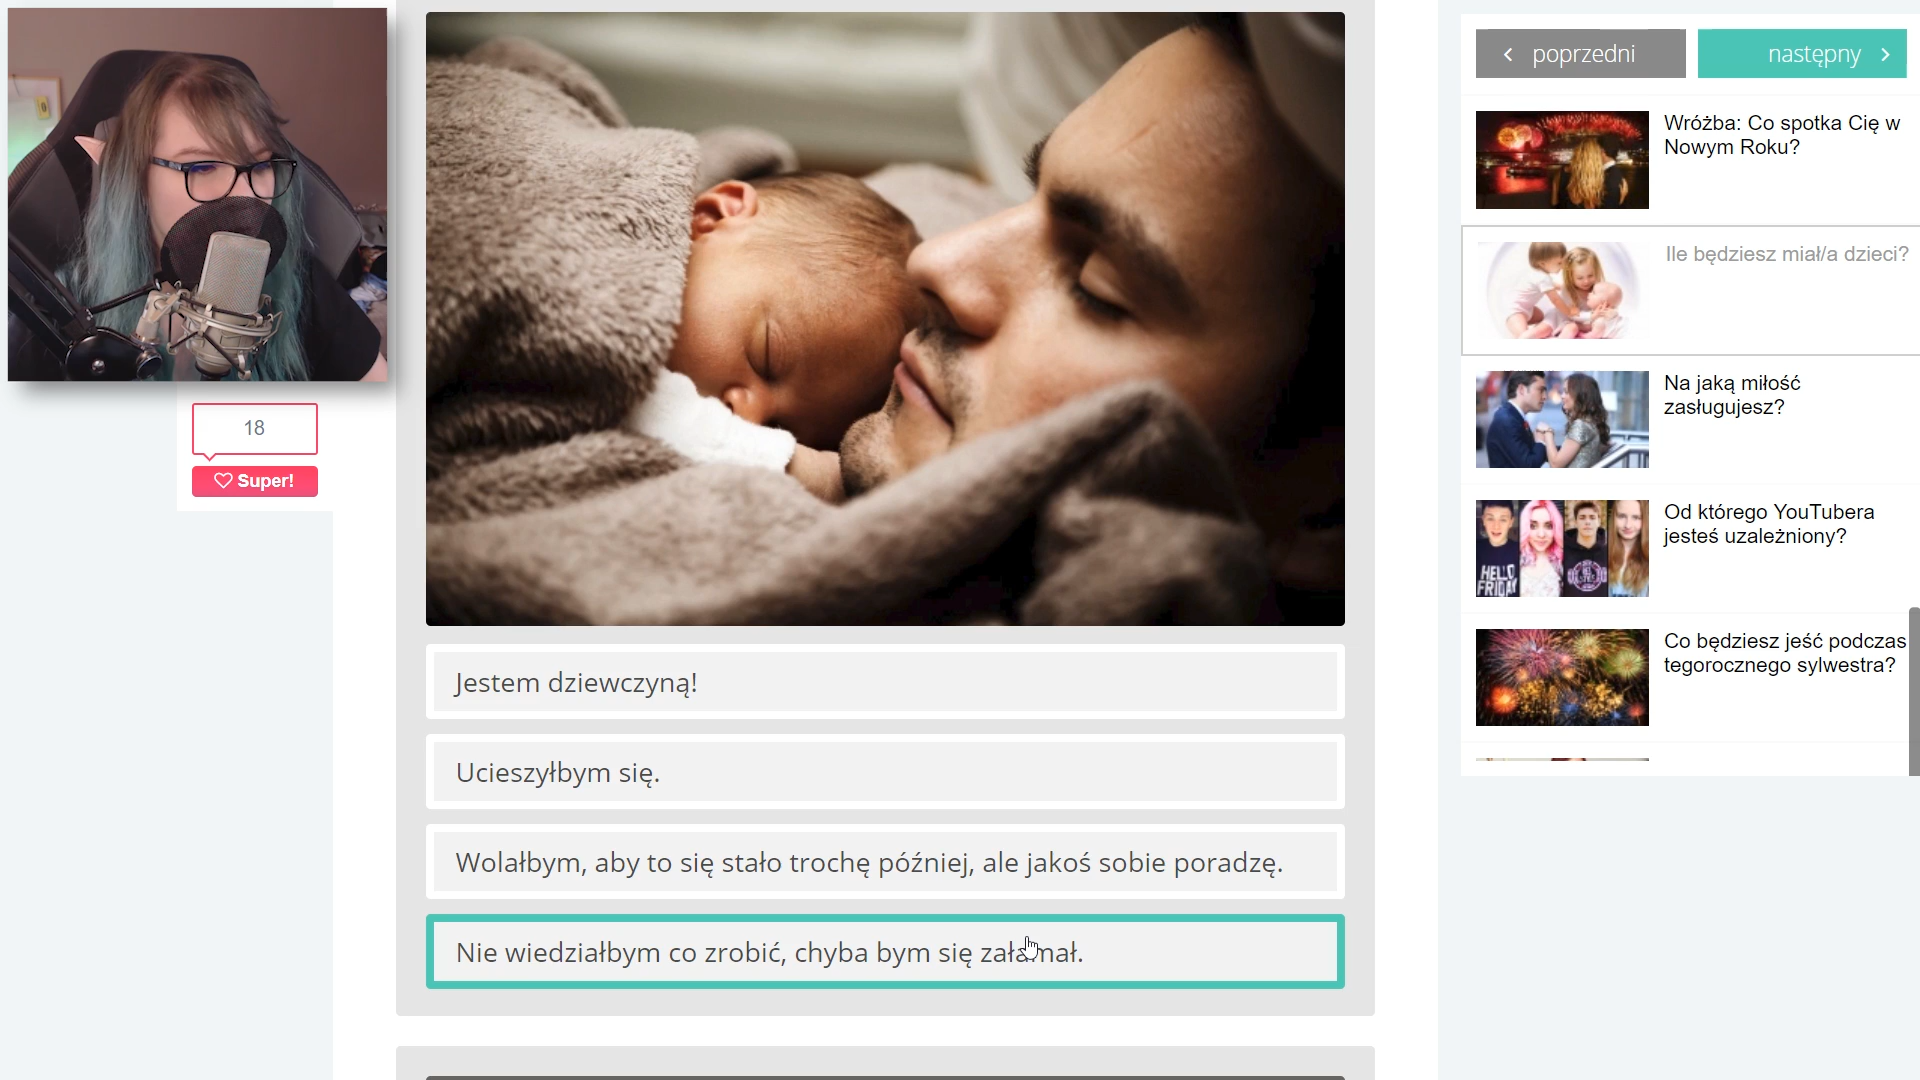 18
Super!
Jestem dziewczyną!
Ucieszyłbym się.
Wolałbym, aby to się stało trochę później, ale jakoś sobie poradzę.
Nie wiedziałbym co zrobić, chyba bym się załamał.
poprzedni
następny
Wróżba: Co spotka Cię w
Nowym Roku?
Ile będziesz miał/a dzieci?
Na jaką miłość
zasługujesz?
Od którego YouTubera
jesteś uzależniony?
HELLO
FRIDAY
Co będziesz jeść podczas
tegorocznego sylwestra?